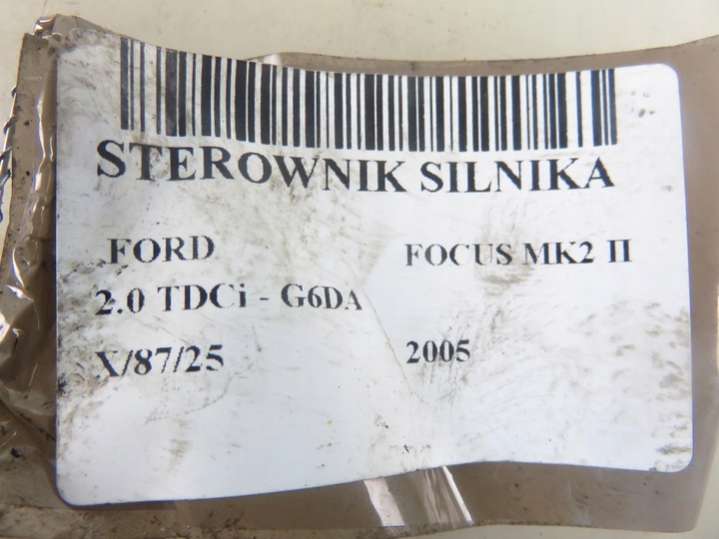 STEROWNIK SILNIKA
FORD FOCUS MK2 II
2.0 TDCi - G6DA
X/87/25 2005